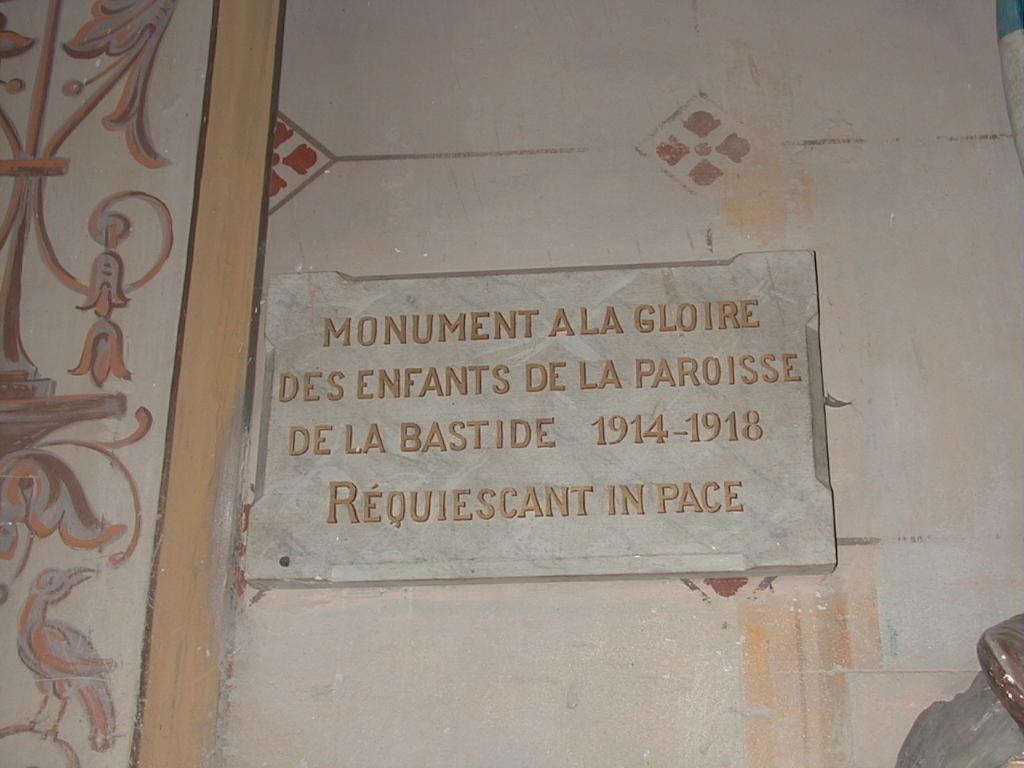 MONUMENT A LA GLOIRE
DES ENFANTS DE LA PAROISSE
DE LA BASTIDE 1914-1918
RÉQUIESCANT IN PACE